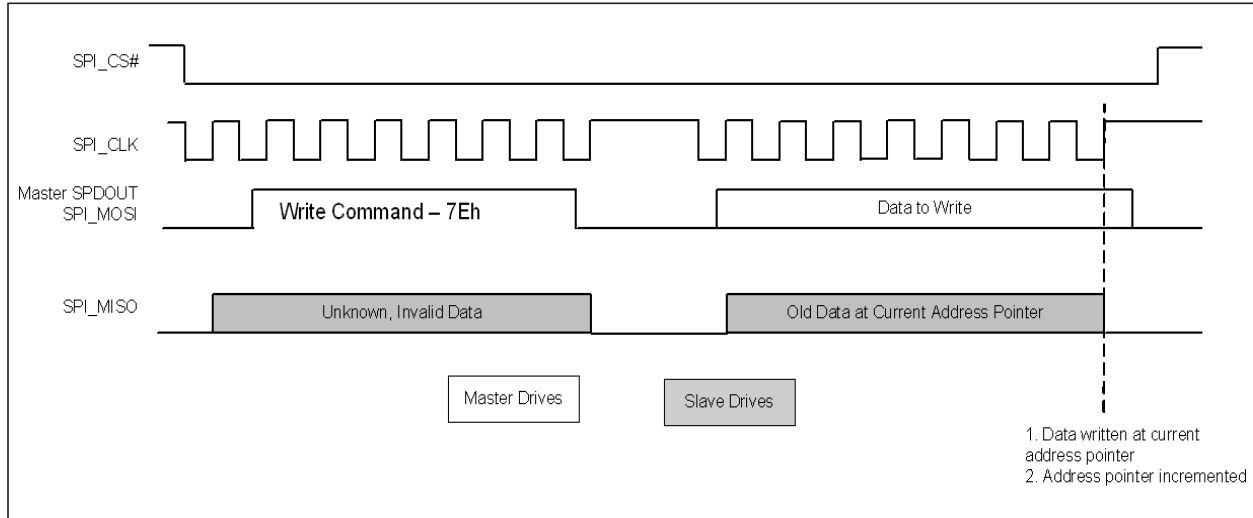 SPI_CS#
SPI_CLK
Master SPDOUT
SPI_MOSI
Write Command – 7Eh
Data to Write
SPI_MISO
Unknown, Invalid Data
Old Data at Current Address Pointer
Master Drives
Slave Drives
1. Data written at current
address pointer
2. Address pointer incremented